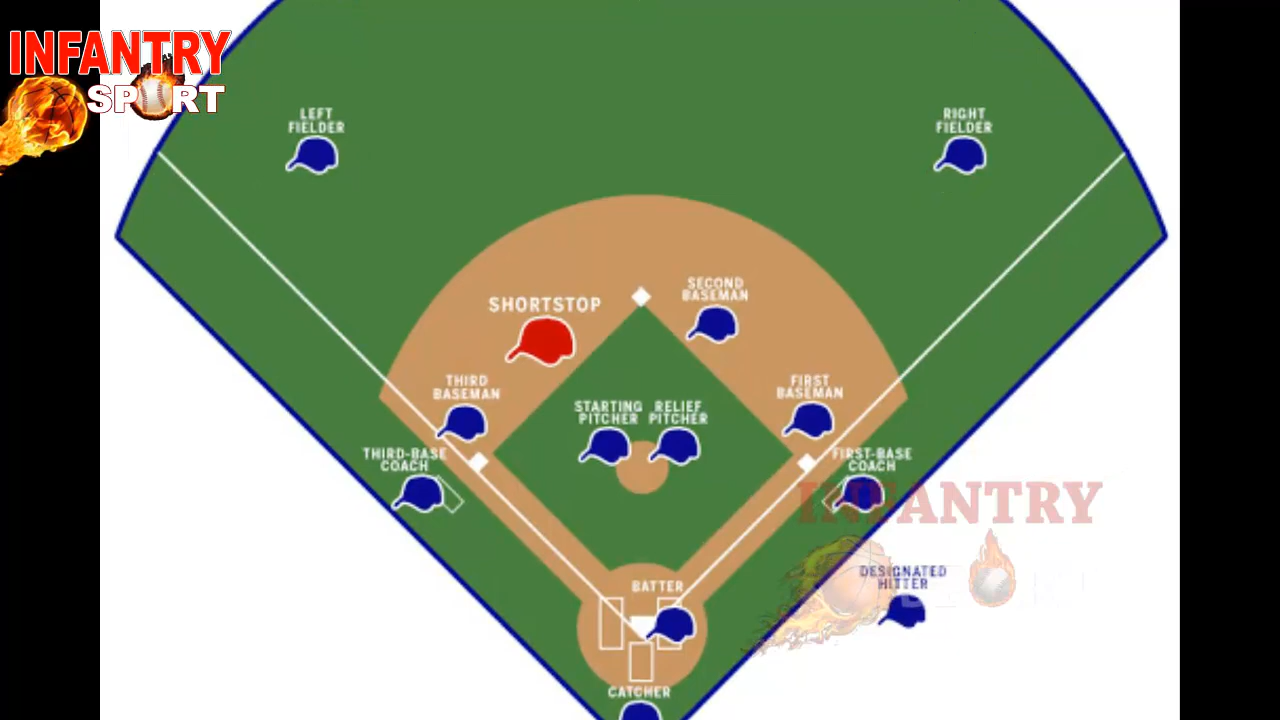 INFANTRY
SPORT
LEFT
FIELDER
RIGHT
FIELDER
SECOND
BASEMAN
SHORTSTOP
THIRD
BASEMAN
FIRST
BASEMAN
STARTING
PITCHER
RELIEF
PITCHER
THIRD-BASE
COACH
FIRST-BASE
COACH
INFANTRY
SPORT
DESIGNATED
HITTER
BATTER
CATCHER